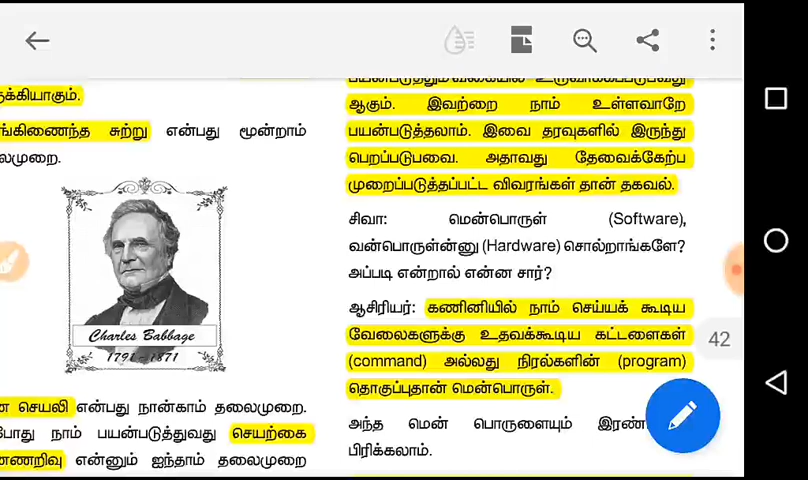 ருக்கியாகும்.
ங்கிணைந்த சுற்று என்பது மூன்றாம்
லைமுறை.
Charles Babbage
1791 - 1871
செயலி என்பது நான்காம் தலைமுறை.
போது நாம் பயன்படுத்துவது செயற்கை
ண்ணறிவு என்னும் ஐந்தாம் தலைமுறை
ஆகும். இவற்றை நாம் உள்ளவாறே
பயன்படுத்தலாம். இவை தரவுகளில் இருந்து
பெறப்படுபவை. அதாவது தேவைக்கேற்ப
முறைப்படுத்தப்பட்ட விவரங்கள் தான் தகவல்.
சிவா: மென்பொருள் (Software),
வன்பொருள்ன்னு (Hardware) சொல்றாங்களே?
அப்படி என்றால் என்ன சார்?
ஆசிரியர்: கணினியில் நாம் செய்யக் கூடிய
வேலைகளுக்கு உதவக்கூடிய கட்டளைகள்
(command) அல்லது நிரல்களின் (program)
தொகுப்புதான் மென்பொருள்.
அந்த மென் பொருளையும் இரண்
பிரிக்கலாம்.
42